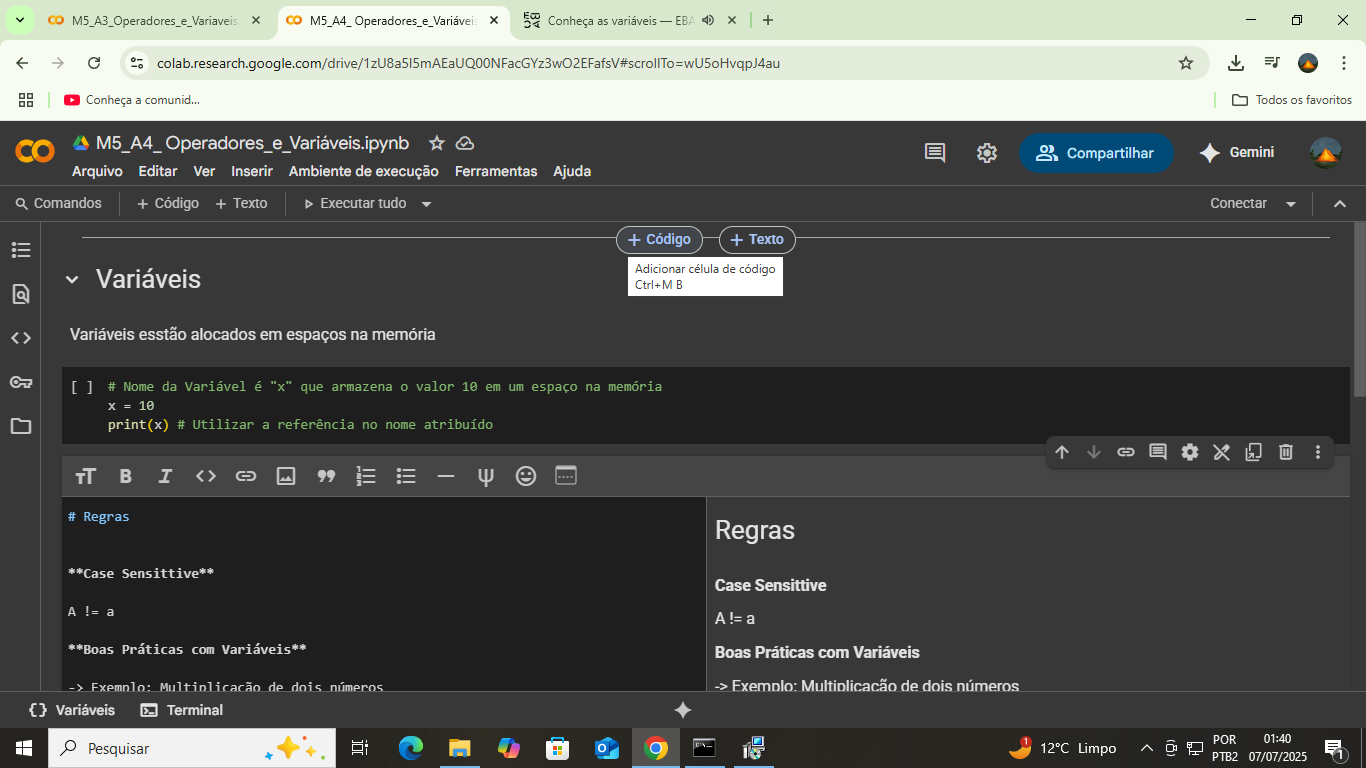 M5_A3_Operadores_e_Variaveis
M5_A4_ Operadores_e_Variáveis
Conheça as variáveis — EBA
colab.research.google.com/drive/1zU8a5I5mAEaUQ00NFacGYz3wO2EFafsV#scrollTo=wU5oHvqpJ4au
Conheça a comunid...
Todos os favoritos
M5_A4_ Operadores_e_Variáveis.ipynb
Compartilhar
Gemini
Arquivo Editar Ver Inserir Ambiente de execução Ferramentas Ajuda
Comandos + Código + Texto Executar tudo Conectar
+ Código + Texto
Adicionar célula de código
Ctrl+M B
Variáveis
Variáveis esstão alocados em espaços na memória
[ ] # Nome da Variável é "x" que armazena o valor 10 em um espaço na memória
x = 10
print(x) # Utilizar a referência no nome atribuído
# Regras
**Case Sensittive**
A != a
**Boas Práticas com Variáveis**
-> Exemplo: Multiplicação de dois números
Regras
Case Sensittive
A != a
Boas Práticas com Variáveis
-> Exemplo: Multiplicação de dois números
Variáveis Terminal
Pesquisar
1
12°C Limpo
POR
PTB2
01:40
07/07/2025
1